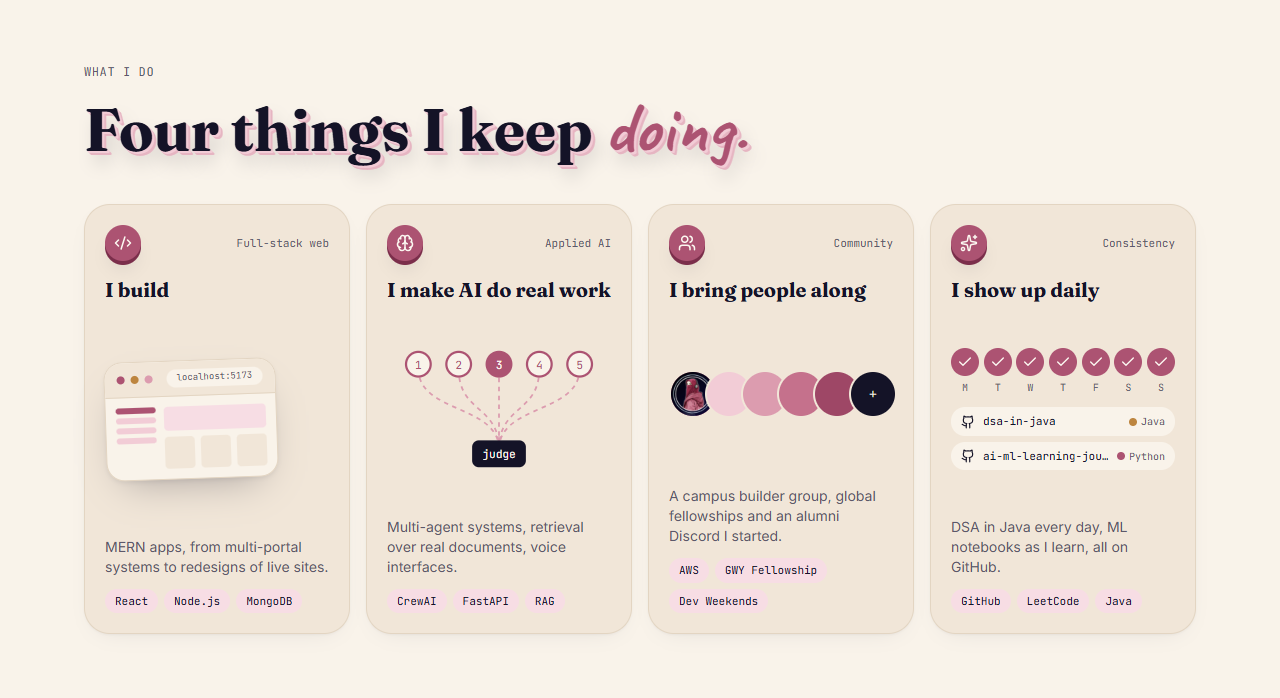 WHAT I DO
Four things I keep doing.
Full-stack web
I build
localhost:5173
MERN apps, from multi-portal
systems to redesigns of live sites.
React Node.js MongoDB
Applied AI
I make AI do real work
1 2 3 4 5
judge
Multi-agent systems, retrieval
over real documents, voice
interfaces.
CrewAI FastAPI RAG
Community
I bring people along
+
A campus builder group, global
fellowships and an alumni
Discord I started.
AWS GWY Fellowship
Dev Weekends
Consistency
I show up daily
M T W T F S S
dsa-in-java Java
ai-ml-learning-jou… Python
DSA in Java every day, ML
notebooks as I learn, all on
GitHub.
GitHub LeetCode Java